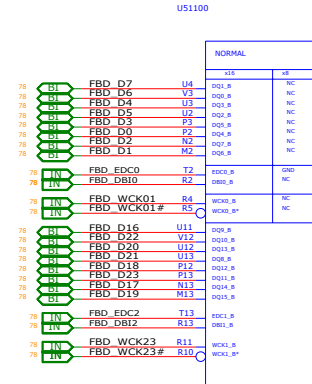 U51100
NORMAL
x16 x8
78 BI FBD_D7 U4 DQ1_B NC
78 BI FBD_D6 V3 DQ0_B NC
78 BI FBD_D4 U3 DQ3_B NC
78 BI FBD_D5 U2 DQ2_B NC
78 BI FBD_D3 P3 DQ5_B NC
78 BI FBD_D0 P2 DQ4_B NC
78 BI FBD_D2 N2 DQ7_B NC
78 BI FBD_D1 M2 DQ6_B NC
78 IN FBD_EDC0 T2 EDC0_B GND
78 IN FBD_DBI0 R2 DBI0_B NC
78 IN FBD_WCK01 R4 WCK0_B NC
78 IN FBD_WCK01# R5 WCK0_B* NC
78 BI FBD_D16 U11 DQ9_B
78 BI FBD_D22 V12 DQ10_B
78 BI FBD_D20 U12 DQ13_B
78 BI FBD_D21 U13 DQ8_B
78 BI FBD_D18 P12 DQ12_B
78 BI FBD_D23 P13 DQ11_B
78 BI FBD_D17 N13 DQ14_B
78 BI FBD_D19 M13 DQ15_B
78 IN FBD_EDC2 T13 EDC1_B
78 IN FBD_DBI2 R13 DBI1_B
78 IN FBD_WCK23 R11 WCK1_B
78 IN FBD_WCK23# R10 WCK1_B*